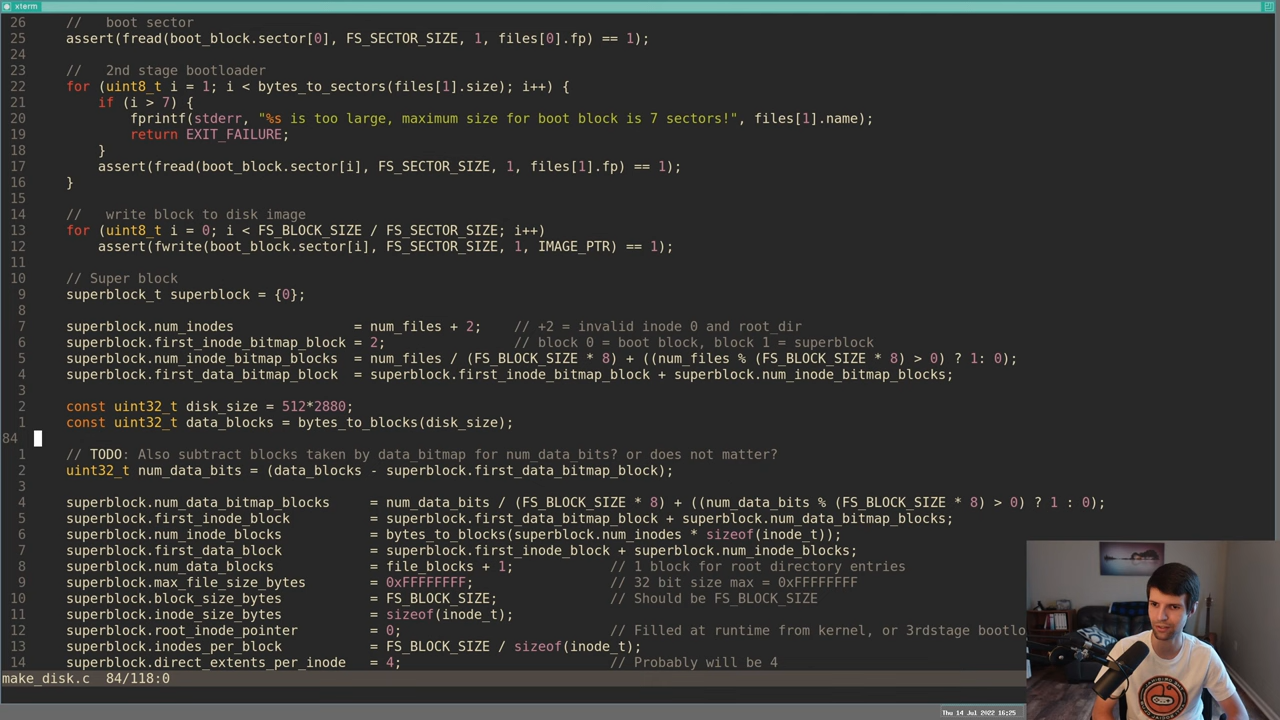 xterm
26     //   boot sector
25     assert(fread(boot_block.sector[0], FS_SECTOR_SIZE, 1, files[0].fp) == 1);
24
23     //   2nd stage bootloader
22     for (uint8_t i = 1; i < bytes_to_sectors(files[1].size); i++) {
21         if (i > 7) {
20             fprintf(stderr, "%s is too large, maximum size for boot block is 7 sectors!", files[1].name);
19             return EXIT_FAILURE;
18         }
17         assert(fread(boot_block.sector[i], FS_SECTOR_SIZE, 1, files[1].fp) == 1);
16     }
15
14     //   write block to disk image
13     for (uint8_t i = 0; i < FS_BLOCK_SIZE / FS_SECTOR_SIZE; i++)
12         assert(fwrite(boot_block.sector[i], FS_SECTOR_SIZE, 1, IMAGE_PTR) == 1);
11
10     // Super block
9     superblock_t superblock = {0};
8
7     superblock.num_inodes               = num_files + 2;    // +2 = invalid inode 0 and root_dir
6     superblock.first_inode_bitmap_block = 2;                // block 0 = boot block, block 1 = superblock
5     superblock.num_inode_bitmap_blocks  = num_files / (FS_BLOCK_SIZE * 8) + ((num_files % (FS_BLOCK_SIZE * 8) > 0) ? 1: 0);
4     superblock.first_data_bitmap_block  = superblock.first_inode_bitmap_block + superblock.num_inode_bitmap_blocks;
3
2     const uint32_t disk_size = 512*2880;
1     const uint32_t data_blocks = bytes_to_blocks(disk_size);
84
1     // TODO: Also subtract blocks taken by data_bitmap for num_data_bits? or does not matter?
2     uint32_t num_data_bits = (data_blocks - superblock.first_data_bitmap_block);
3
4     superblock.num_data_bitmap_blocks     = num_data_bits / (FS_BLOCK_SIZE * 8) + ((num_data_bits % (FS_BLOCK_SIZE * 8) > 0) ? 1 : 0);
5     superblock.first_inode_block          = superblock.first_data_bitmap_block + superblock.num_data_bitmap_blocks;
6     superblock.num_inode_blocks           = bytes_to_blocks(superblock.num_inodes * sizeof(inode_t));
7     superblock.first_data_block           = superblock.first_inode_block + superblock.num_inode_blocks;
8     superblock.num_data_blocks            = file_blocks + 1;            // 1 block for root directory entries
9     superblock.max_file_size_bytes        = 0xFFFFFFFF;                 // 32 bit size max = 0xFFFFFFFF
10     superblock.block_size_bytes           = FS_BLOCK_SIZE;              // Should be FS_BLOCK_SIZE
11     superblock.inode_size_bytes           = sizeof(inode_t);
12     superblock.root_inode_pointer         = 0;                          // Filled at runtime from kernel, or 3rdstage bootlo
13     superblock.inodes_per_block           = FS_BLOCK_SIZE / sizeof(inode_t);
14     superblock.direct_extents_per_inode   = 4;                          // Probably will be 4
make_disk.c  84/118:0
Thu 14 Jul 2022 16:25